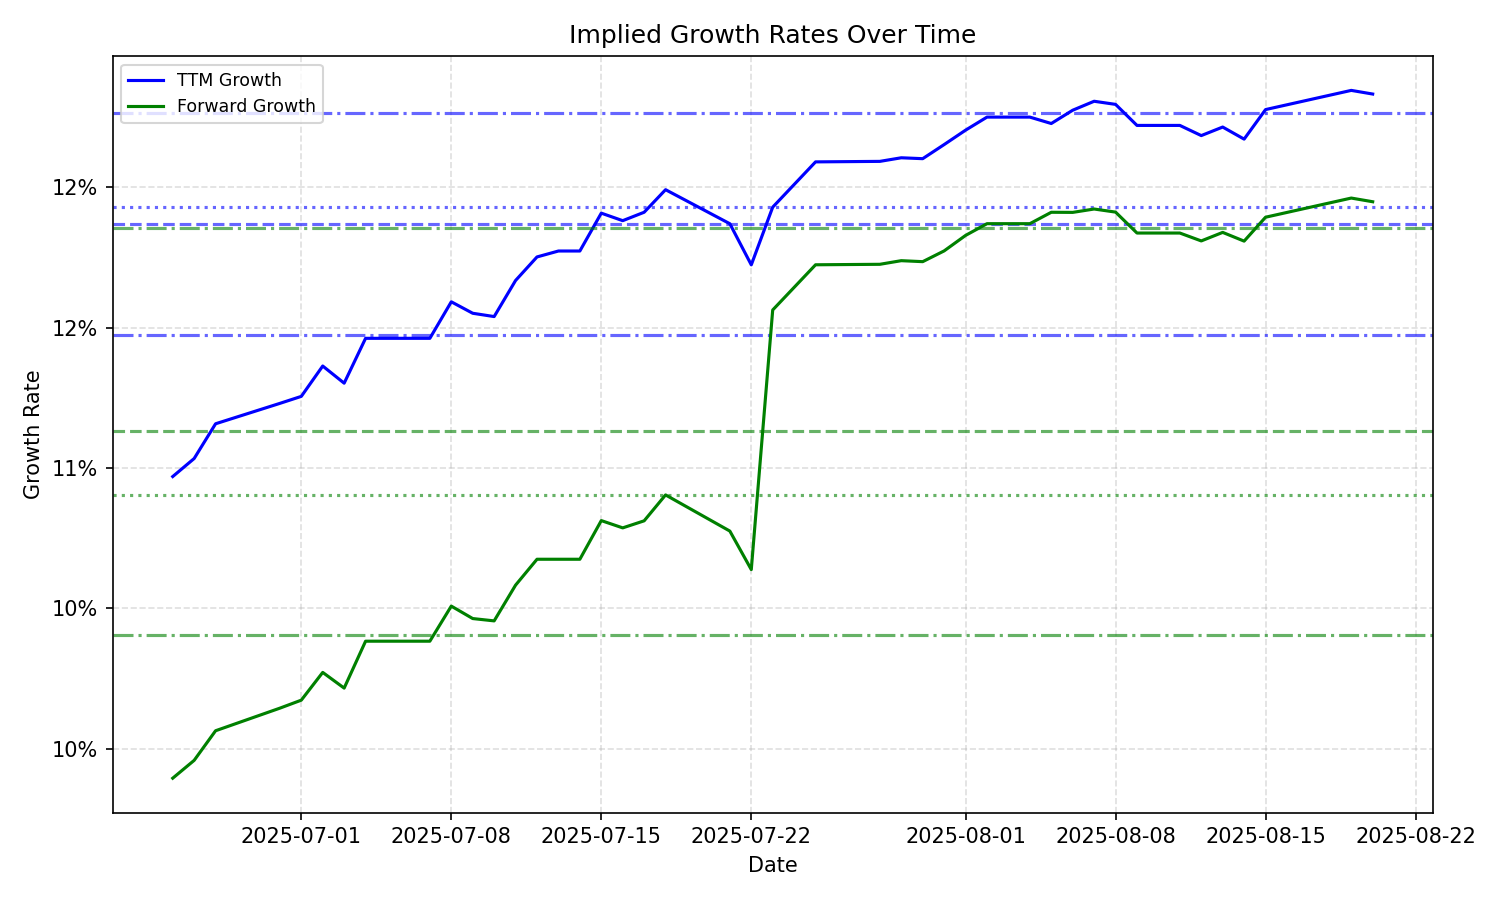 Implied Growth Rates Over Time
TTM Growth
Forward Growth
12%
12%
11%
10%
10%
Growth Rate
2025-07-01 2025-07-08 2025-07-15 2025-07-22 2025-08-01 2025-08-08 2025-08-15 2025-08-22
Date